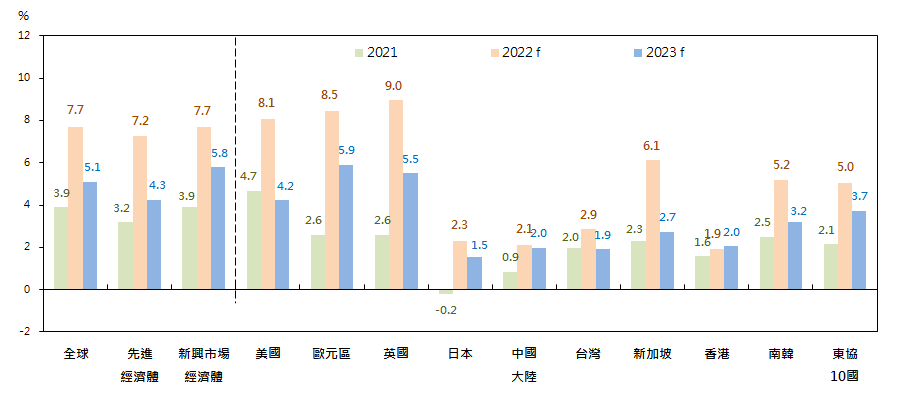 %
12
2021
2022 f
2023 f
10
8
6
4
2
0
-2
3.9
7.7
5.1
3.2
7.2
4.3
3.9
7.7
5.8
4.7
8.1
4.2
2.6
8.5
5.9
2.6
9.0
5.5
-0.2
2.3
1.5
0.9
2.1
2.0
2.0
2.9
1.9
2.3
6.1
2.7
1.6
1.9
2.0
2.5
5.2
3.2
2.1
5.0
3.7
全球
先進
經濟體
新興市場
經濟體
美國
歐元區
英國
日本
中國
大陸
台灣
新加坡
香港
南韓
東協
10國